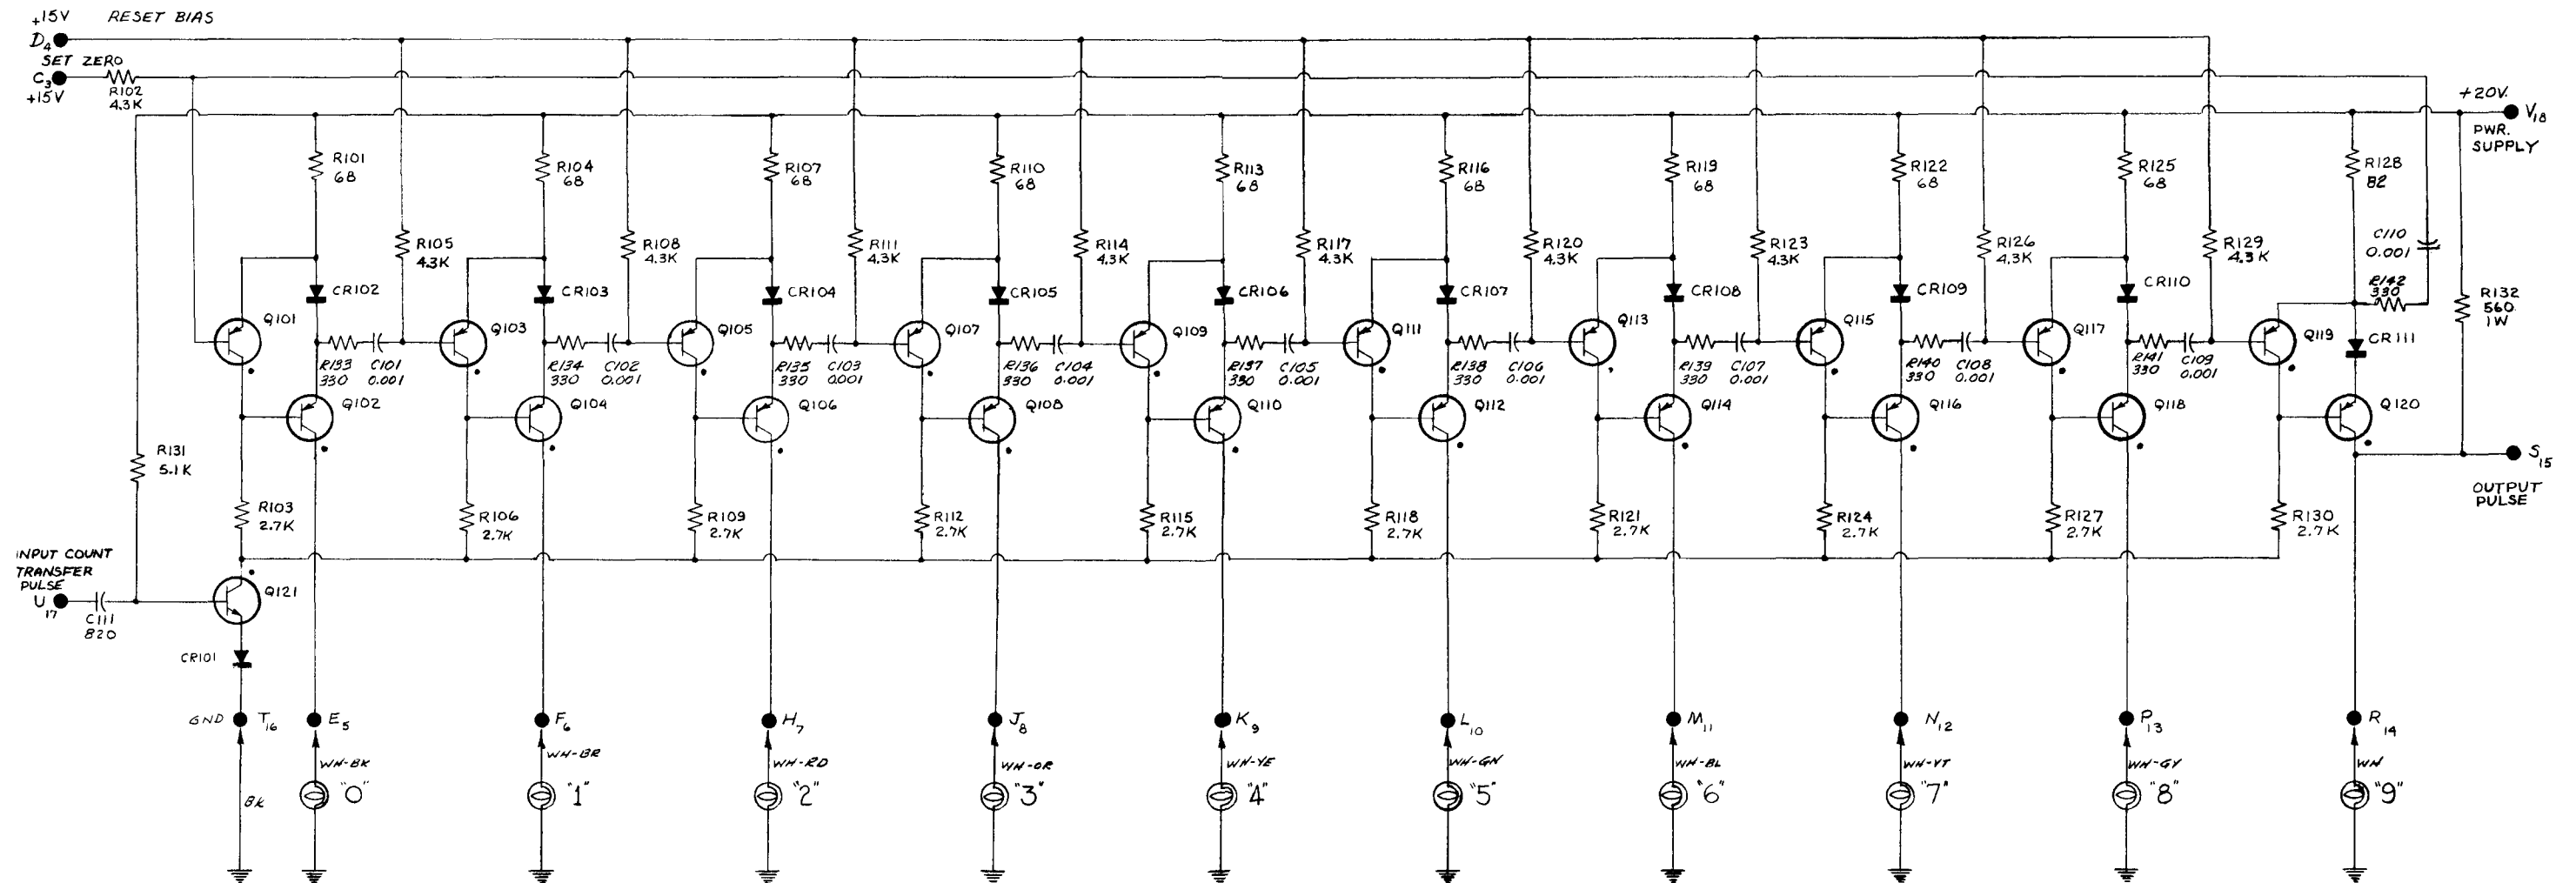 +15V RESET BIAS
D4
SET ZERO
C3
+15V
R102
4.3K
+20V.
V18
PWR.
SUPPLY
R101
68
R104
68
R107
68
R110
68
R113
68
R116
68
R119
68
R122
68
R125
68
R128
82
R105
4.3K
R108
4.3K
R111
4.3K
R114
4.3K
R117
4.3K
R120
4.3K
R123
4.3K
R126
4.3K
R129
4.3K
C110
0.001
R142
330
R132
560
1W
CR102
CR103
CR104
CR105
CR106
CR107
CR108
CR109
CR110
CR111
Q101
Q103
Q105
Q107
Q109
Q111
Q113
Q115
Q117
Q119
R133
330
C101
0.001
R134
330
C102
0.001
R135
330
C103
0.001
R136
330
C104
0.001
R137
330
C105
0.001
R138
330
C106
0.001
R139
330
C107
0.001
R140
330
C108
0.001
R141
330
C109
0.001
Q102
Q104
Q106
Q108
Q110
Q112
Q114
Q116
Q118
Q120
R131
5.1K
S15
OUTPUT
PULSE
R103
2.7K
R106
2.7K
R109
2.7K
R112
2.7K
R115
2.7K
R118
2.7K
R121
2.7K
R124
2.7K
R127
2.7K
R130
2.7K
INPUT COUNT
TRANSFER
PULSE
U17
C111
820
Q121
CR101
GND T16
E5
F6
H7
J8
K9
L10
M11
N12
P13
R14
BK
WH-BK
WH-BR
WH-RD
WH-OR
WH-YE
WH-GN
WH-BL
WH-VT
WH-GY
WH
"0"
"1"
"2"
"3"
"4"
"5"
"6"
"7"
"8"
"9"